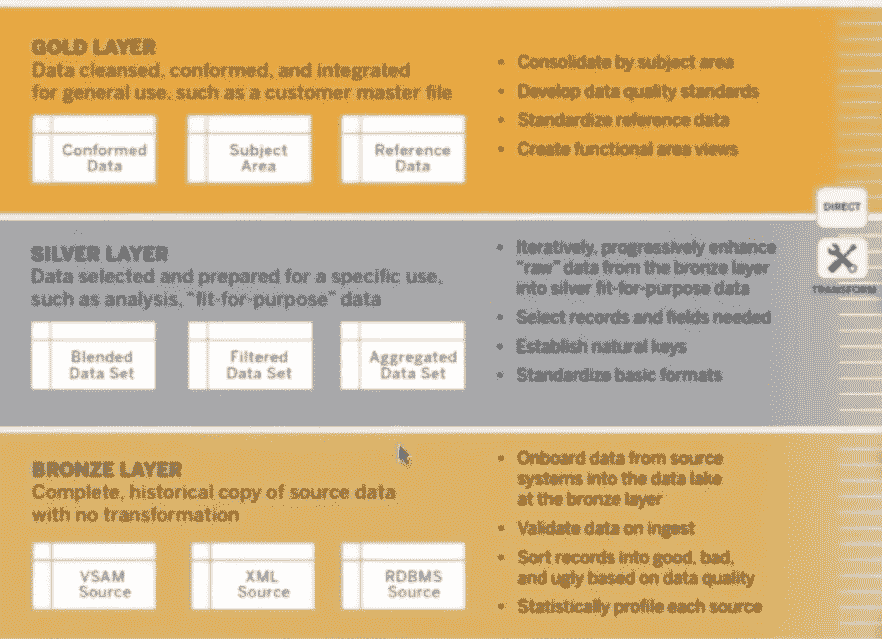 GOLD LAYER
Data cleansed, conformed, and integrated
for general use, such as a customer master file
Conformed
Data
Subject
Area
Reference
Data
• Consolidate by subject area
• Develop data quality standards
• Standardize reference data
• Create functional area views
DIRECT
TRANSFORM
SILVER LAYER
Data selected and prepared for a specific use,
such as analysis, “fit-for-purpose” data
Blended
Data Set
Filtered
Data Set
Aggregated
Data Set
• Iteratively, progressively enhance
“raw” data from the bronze layer
into silver fit-for-purpose data
• Select records and fields needed
• Establish natural keys
• Standardize basic formats
BRONZE LAYER
Complete, historical copy of source data
with no transformation
VSAM
Source
XML
Source
RDBMS
Source
• Onboard data from source
systems into the data lake
at the bronze layer
• Validate data on ingest
• Sort records into good, bad,
and ugly based on data quality
• Statistically profile each source